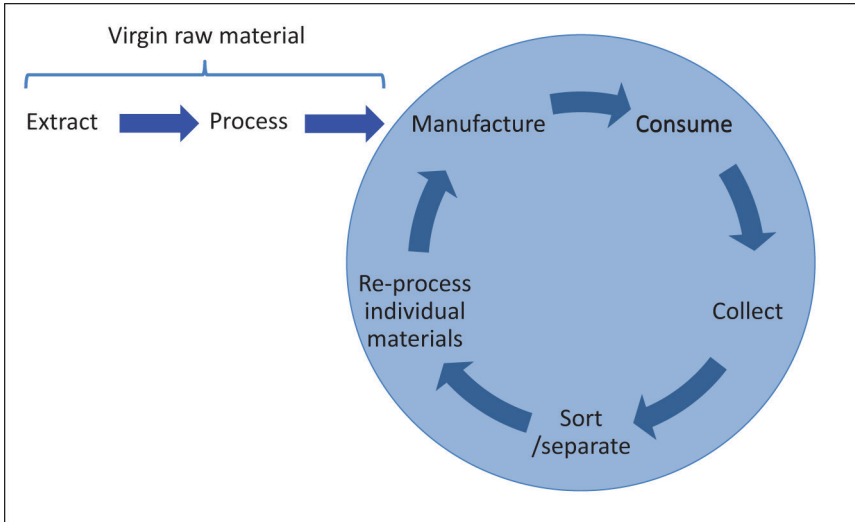 Virgin raw material
Extract
Process
Manufacture
Consume
Collect
Sort
/separate
Re-process
individual
materials